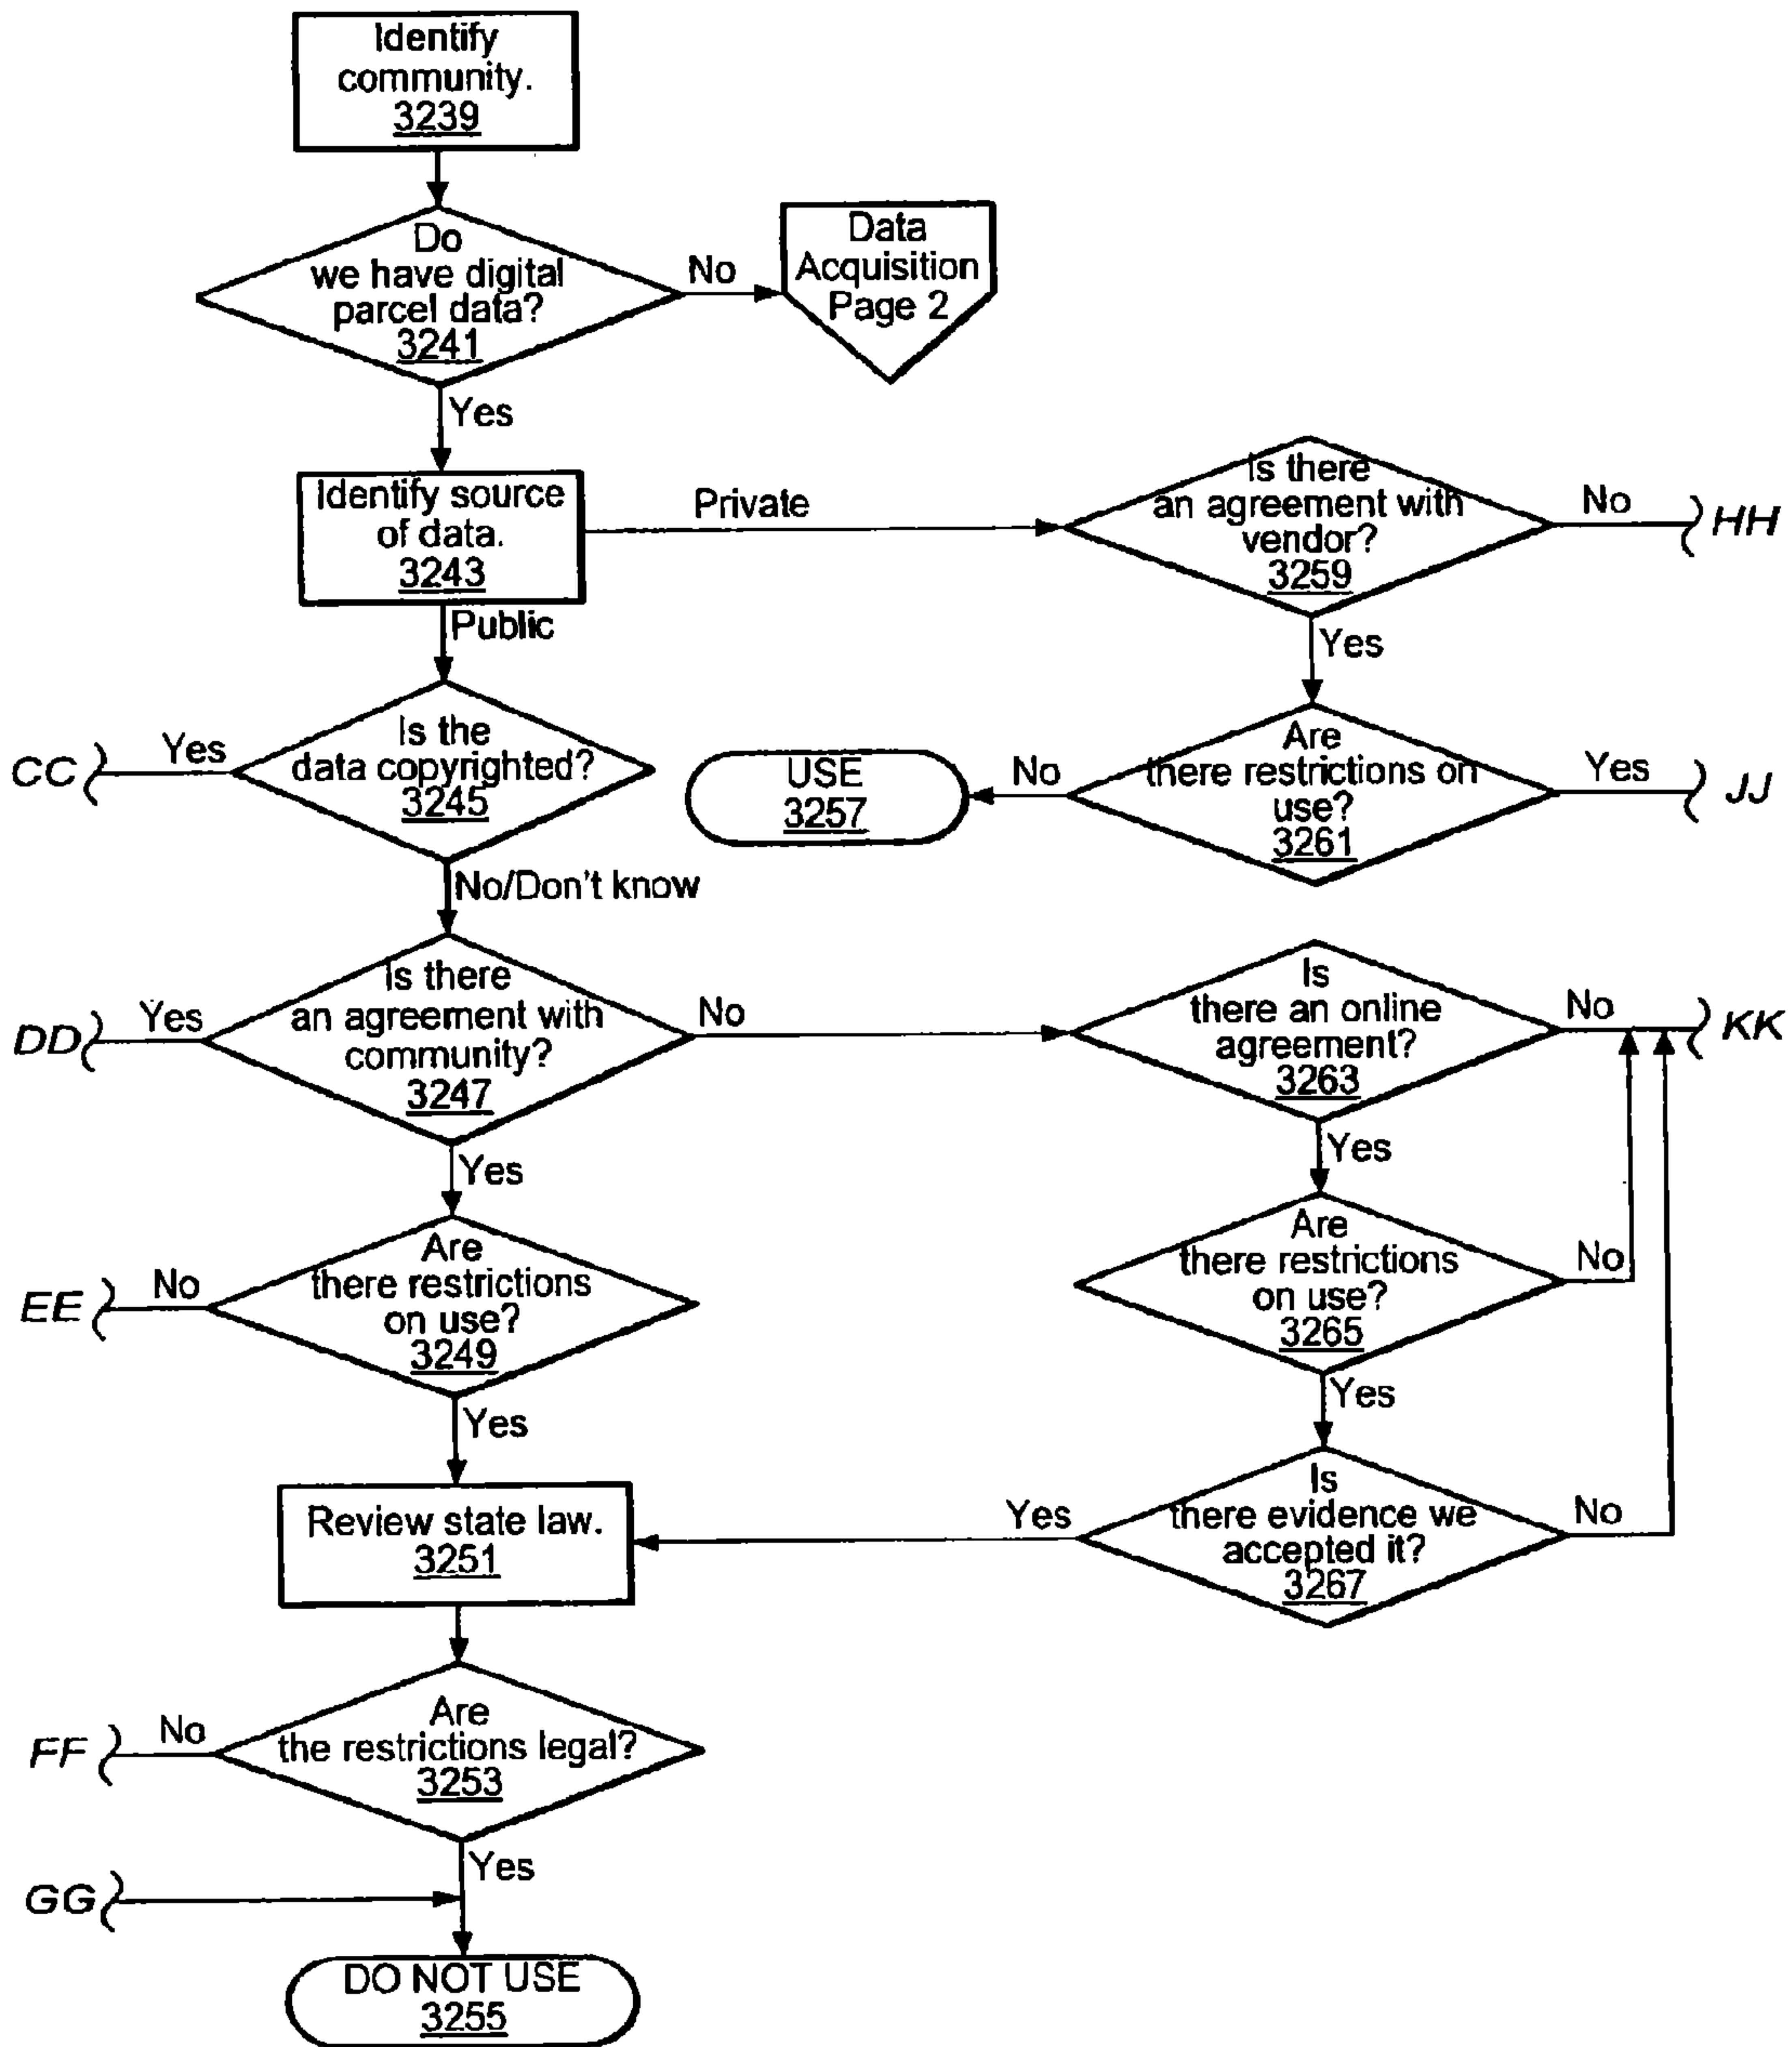 Identify
community.
3239
Do
we have digital
parcel data?
3241
No
Data
Acquisition
Page 2
Yes
Identify source
of data.
3243
Private
Is there
an agreement with
vendor?
3259
No
HH
Public
Yes
Is the
data copyrighted?
3245
Yes
CC
Are
there restrictions on
use?
3261
No
USE
3257
Yes
JJ
No/Don't know
Is there
an agreement with
community?
3247
Yes
DD
No
Is
there an online
agreement?
3263
No
KK
Yes
Yes
Are
there restrictions
on use?
3249
No
EE
Are
there restrictions
on use?
3265
No
Yes
Yes
Review state law.
3251
Yes
Is
there evidence we
accepted it?
3267
No
Are
the restrictions legal?
3253
No
FF
Yes
GG
DO NOT USE
3255